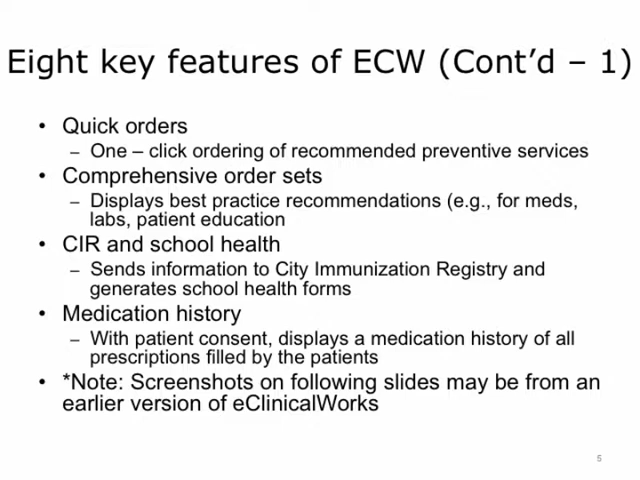 Eight key features of ECW (Cont’d – 1)
• Quick orders
– One – click ordering of recommended preventive services
• Comprehensive order sets
– Displays best practice recommendations (e.g., for meds,
labs, patient education
• CIR and school health
– Sends information to City Immunization Registry and
generates school health forms
• Medication history
– With patient consent, displays a medication history of all
prescriptions filled by the patients
• *Note: Screenshots on following slides may be from an
earlier version of eClinicalWorks
5